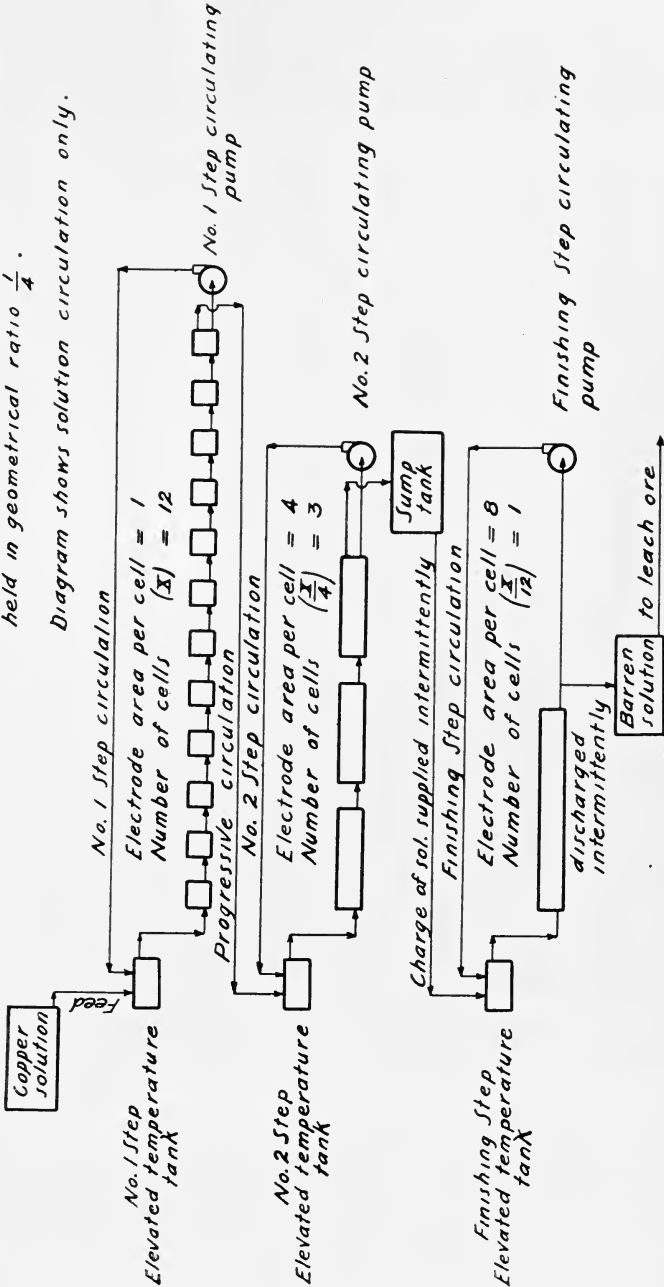 held in geometrical ratio 1/4.
Diagram shows solution circulation only.
Copper
solution
Feed
No. 1 Step circulation
No. 1 Step
Elevated temperature
tank
Electrode area per cell = 1
Number of cells (X) = 12
No. 1 Step circulating
pump
Progressive circulation
No. 2 Step circulation
No. 2 Step
Elevated temperature
tank
Electrode area per cell = 4
Number of cells (X/4) = 3
No. 2 Step circulating pump
Sump
tank
Charge of sol. supplied intermittently
Finishing Step circulation
Finishing Step
Elevated temperature
tank
Electrode area per cell = 8
Number of cells (X/12) = 1
Finishing Step circulating
pump
discharged
intermittently
Barren
solution
to leach ore